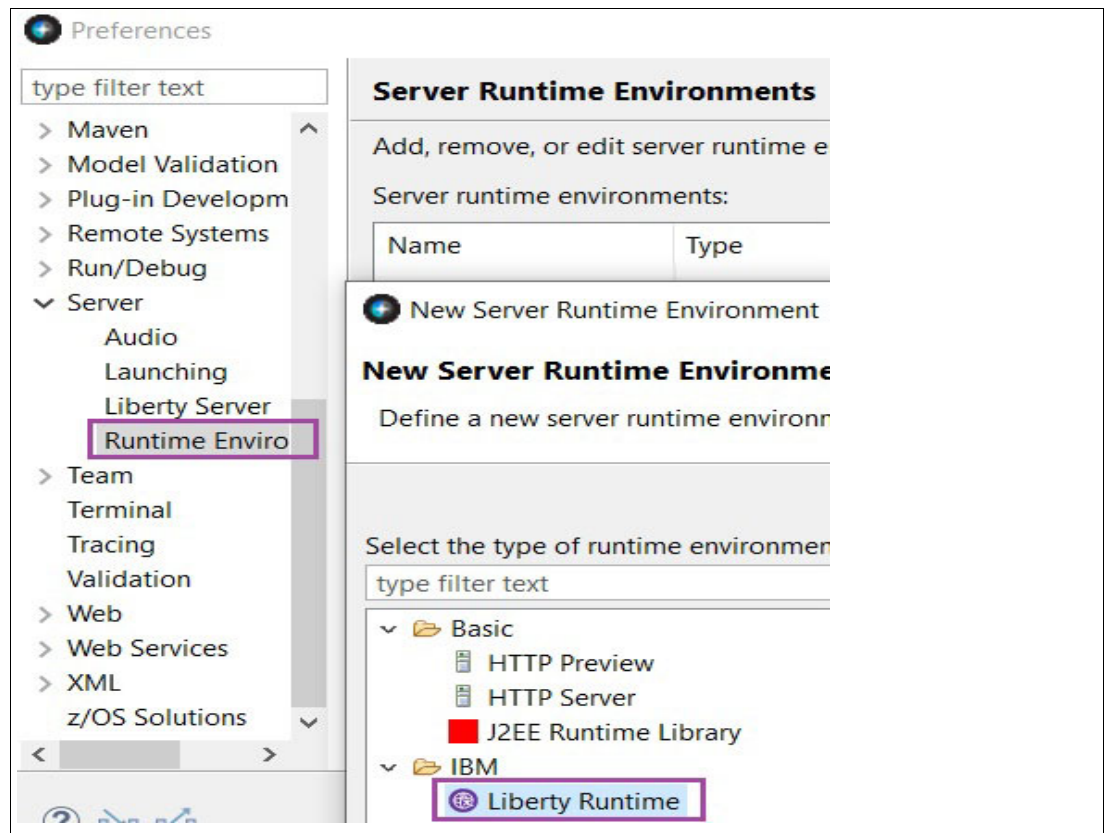 Preferences
type filter text
Maven
Model Validation
Plug-in Developm
Remote Systems
Run/Debug
Server
Audio
Launching
Liberty Server
Runtime Enviro
Team
Terminal
Tracing
Validation
Web
Web Services
XML
z/OS Solutions
Server Runtime Environments
Add, remove, or edit server runtime e
Server runtime environments:
Name Type
New Server Runtime Environment
New Server Runtime Environme
Define a new server runtime environr
Select the type of runtime environmer
type filter text
Basic
HTTP Preview
HTTP Server
J2EE Runtime Library
IBM
Liberty Runtime